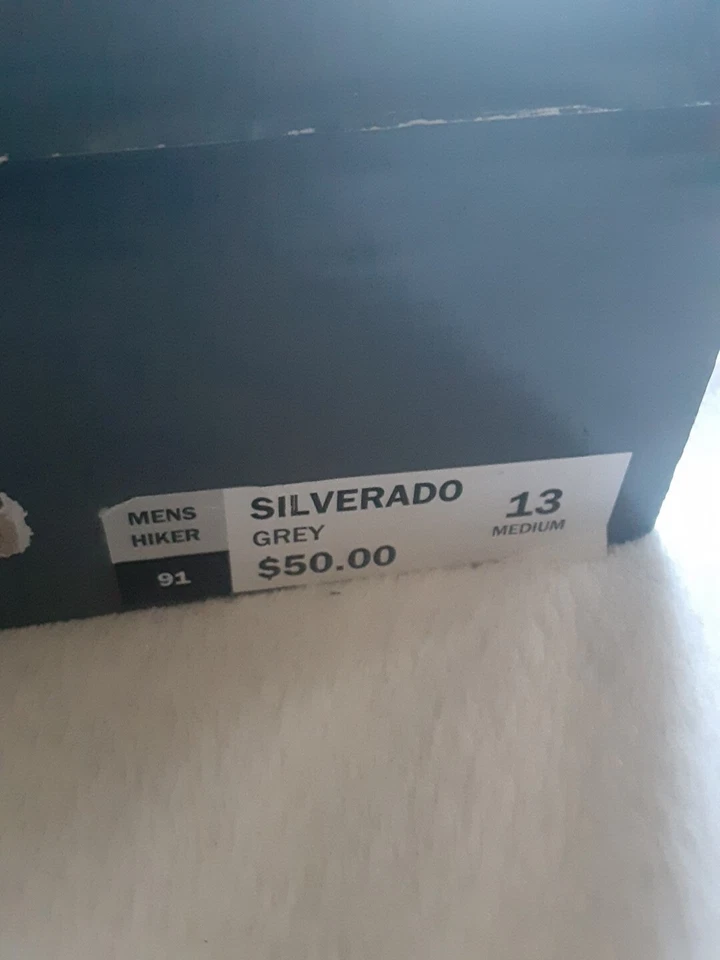 MENS
HIKER
91
SILVERADO
GREY
$50.00
13
MEDIUM